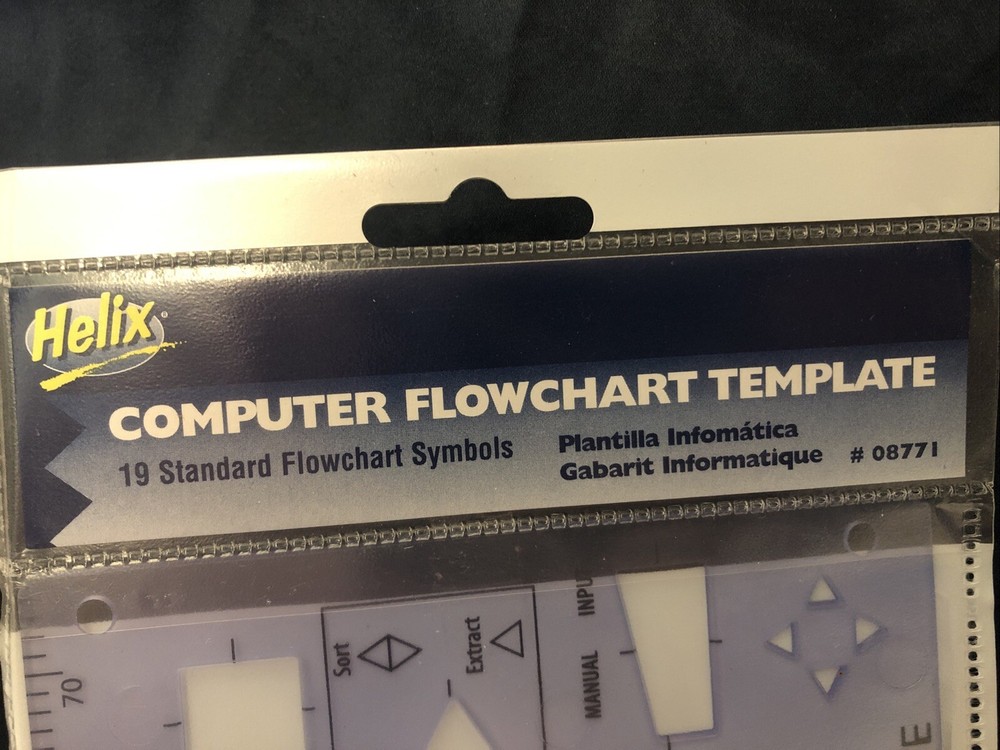 Helix®
COMPUTER FLOWCHART TEMPLATE
19 Standard Flowchart Symbols
Plantilla Infomática
Gabarit Informatique # 08771
Sort
Extract
MANUAL INPU
70
E